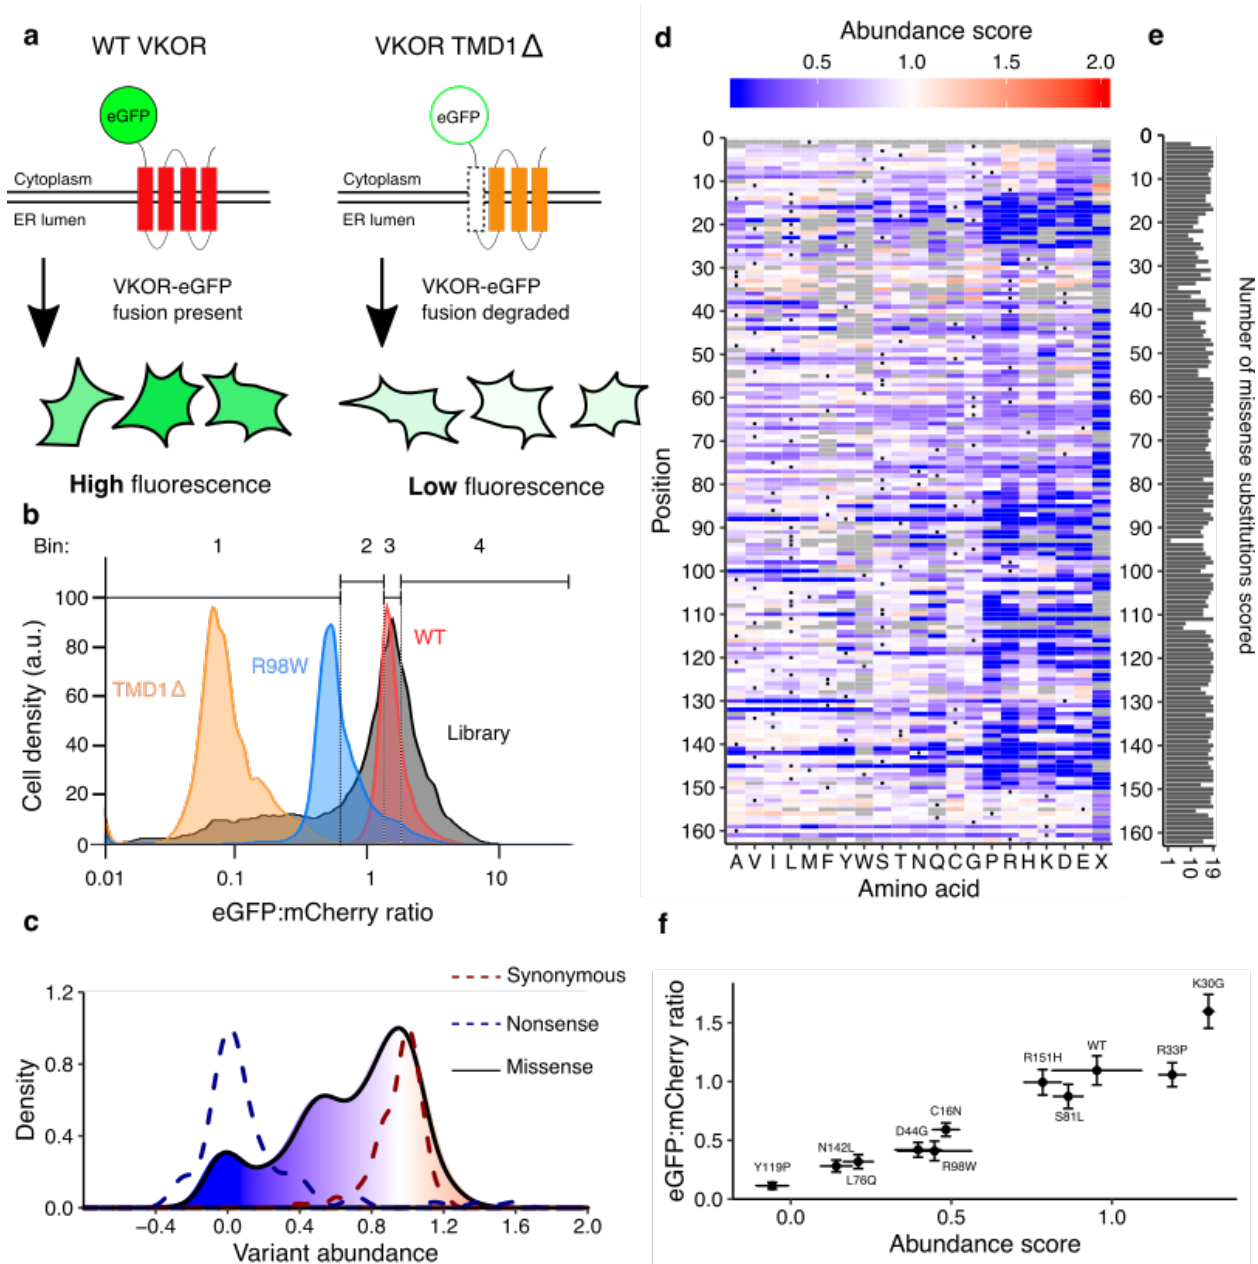 a
WT VKOR
VKOR TMD1Δ
eGFP
eGFP
Cytoplasm
ER lumen
Cytoplasm
ER lumen
VKOR-eGFP
fusion present
VKOR-eGFP
fusion degraded
High fluorescence
Low fluorescence
b
Bin:
1
2
3
4
100
80
60
40
20
0
Cell density (a.u.)
TMD1Δ
R98W
WT
Library
0.01
0.1
1
10
eGFP:mCherry ratio
c
Synonymous
Nonsense
Missense
1.2
0.8
0.4
0.0
Density
−0.4
0.0
0.4
0.8
1.2
1.6
2.0
Variant abundance
d
Abundance score
0.5
1.0
1.5
2.0
0
10
20
30
40
50
60
70
80
90
100
110
120
130
140
150
160
Position
A V I L M F Y W S T N Q C G P R H K D E X
Amino acid
e
0
10
20
30
40
50
60
70
80
90
100
110
120
130
140
150
160
1
10
19
Number of missense substitutions scored
f
eGFP:mCherry ratio
1.5
1.0
0.5
0.0
K30G
R151H
WT
R33P
S81L
C16N
D44G
R98W
N142L
L76Q
Y119P
0.0
0.5
1.0
Abundance score